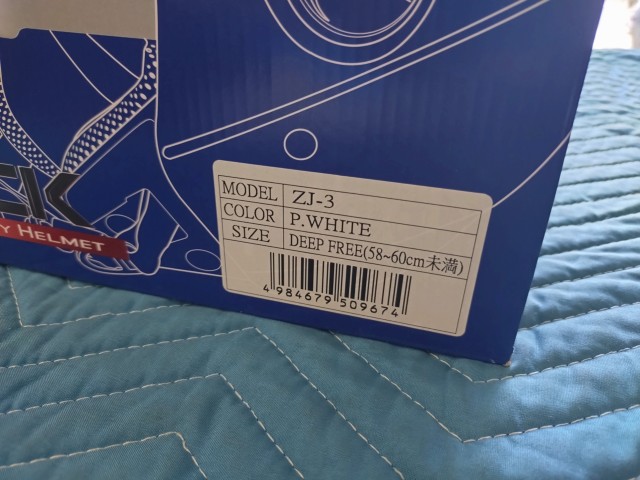 CK
Y HELMET
MODEL ZJ-3
COLOR P.WHITE
SIZE DEEP FREE(58~60cm未満)
4 984679 509674